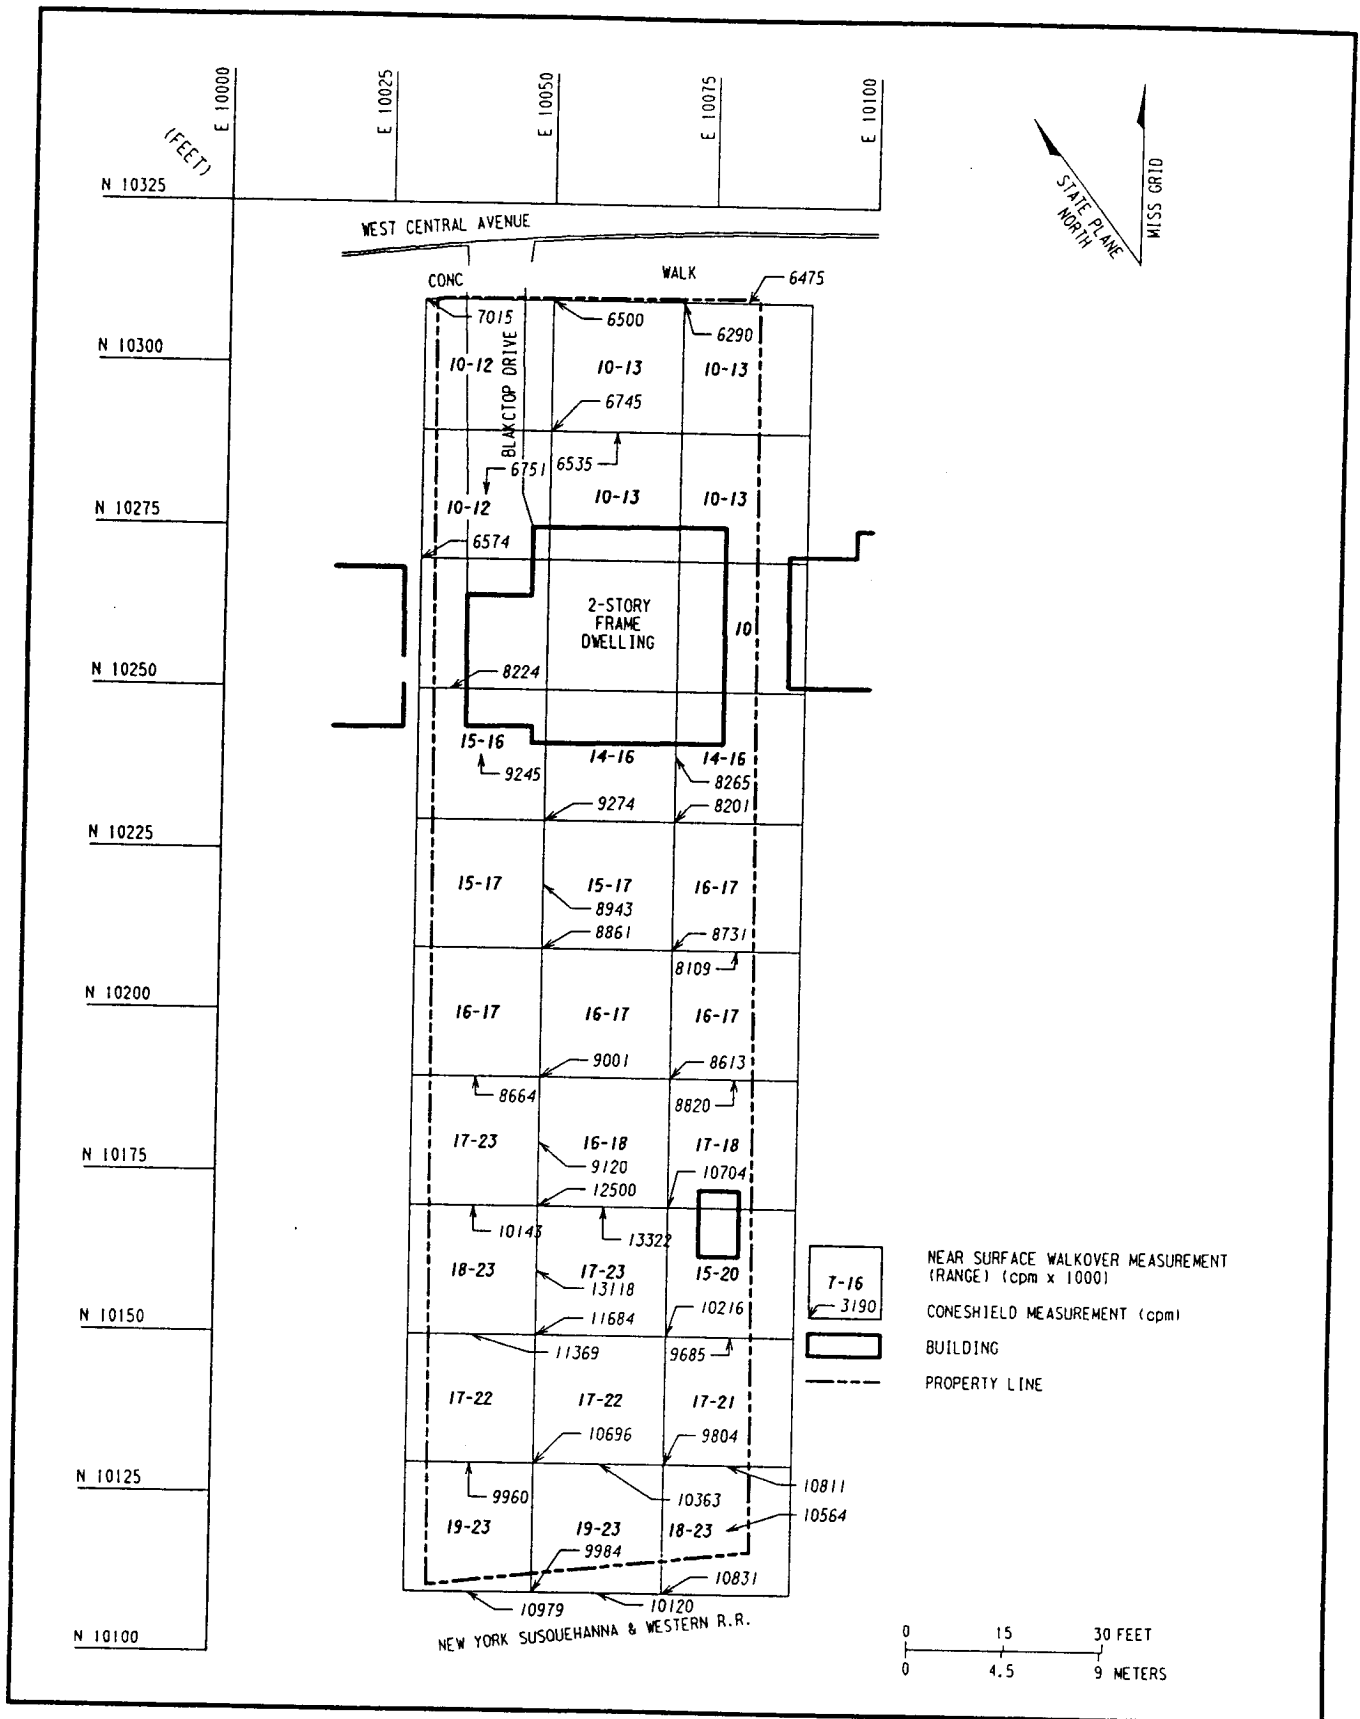 E 10000
E 10025
E 10050
E 10075
E 10100
(FEET)
N 10325
STATE PLANE
NORTH
MISS GRID
WEST CENTRAL AVENUE
CONC
WALK
6475
7015
6500
6290
N 10300
10-12
BLAKCTOP DRIVE
10-13
10-13
6745
6751
6535
N 10275
10-12
10-13
10-13
6574
2-STORY
FRAME
DWELLING
10
N 10250
8224
15-16
14-16
14-16
9245
8265
9274
8201
N 10225
15-17
15-17
16-17
8943
8861
8731
8109
N 10200
16-17
16-17
16-17
9001
8613
8664
8820
N 10175
17-23
16-18
17-18
9120
10704
12500
10143
13322
18-23
17-23
15-20
13118
N 10150
11684
10216
11369
9685
17-22
17-22
17-21
10696
9804
N 10125
9960
10363
10811
10564
19-23
19-23
18-23
9984
10831
10979
10120
N 10100
NEW YORK SUSQUEHANNA & WESTERN R.R.
7-16
3190
NEAR SURFACE WALKOVER MEASUREMENT
(RANGE) (cpm x 1000)
CONESHIELD MEASUREMENT (cpm)
BUILDING
PROPERTY LINE
0 15 30 FEET
0 4.5 9 METERS